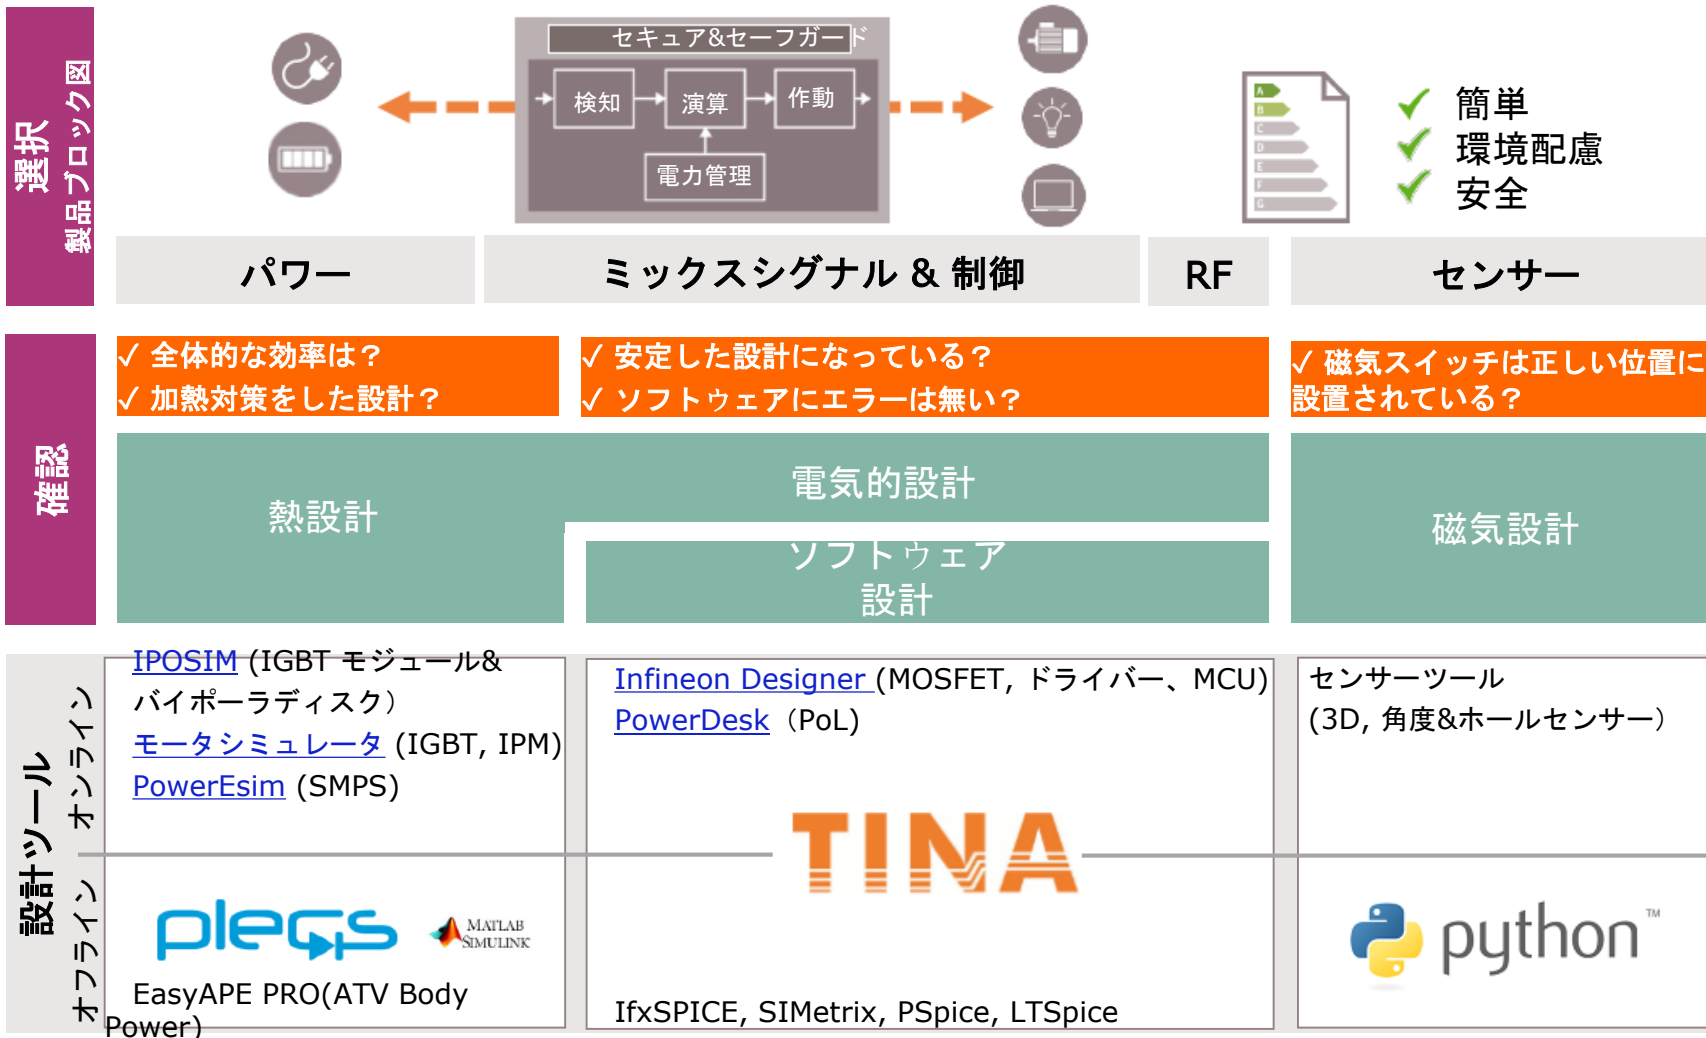 選択
製品ブロック図
セキュア&セーフガード
検知
演算
作動
電力管理
A
B
C
D
E
F
G
簡単
環境配慮
安全
パワー
ミックスシグナル & 制御
RF
センサー
確認
✓ 全体的な効率は？
✓ 加熱対策をした設計？
✓ 安定した設計になっている？
✓ ソフトウェアにエラーは無い？
✓ 磁気スイッチは正しい位置に
設置されている？
熱設計
電気的設計
ソフトウェア
設計
磁気設計
設計ツール
オンライン
IPOSIM (IGBT モジュール&
バイポーラディスク）
モータシミュレータ (IGBT, IPM)
PowerEsim (SMPS)
Infineon Designer (MOSFET, ドライバー、MCU)
PowerDesk（PoL)
センサーツール
(3D, 角度&ホールセンサー）
TINA
オフライン
plecs
MATLAB
SIMULINK
EasyAPE PRO(ATV Body
Power)
IfxSPICE, SIMetrix, PSpice, LTSpice
python™